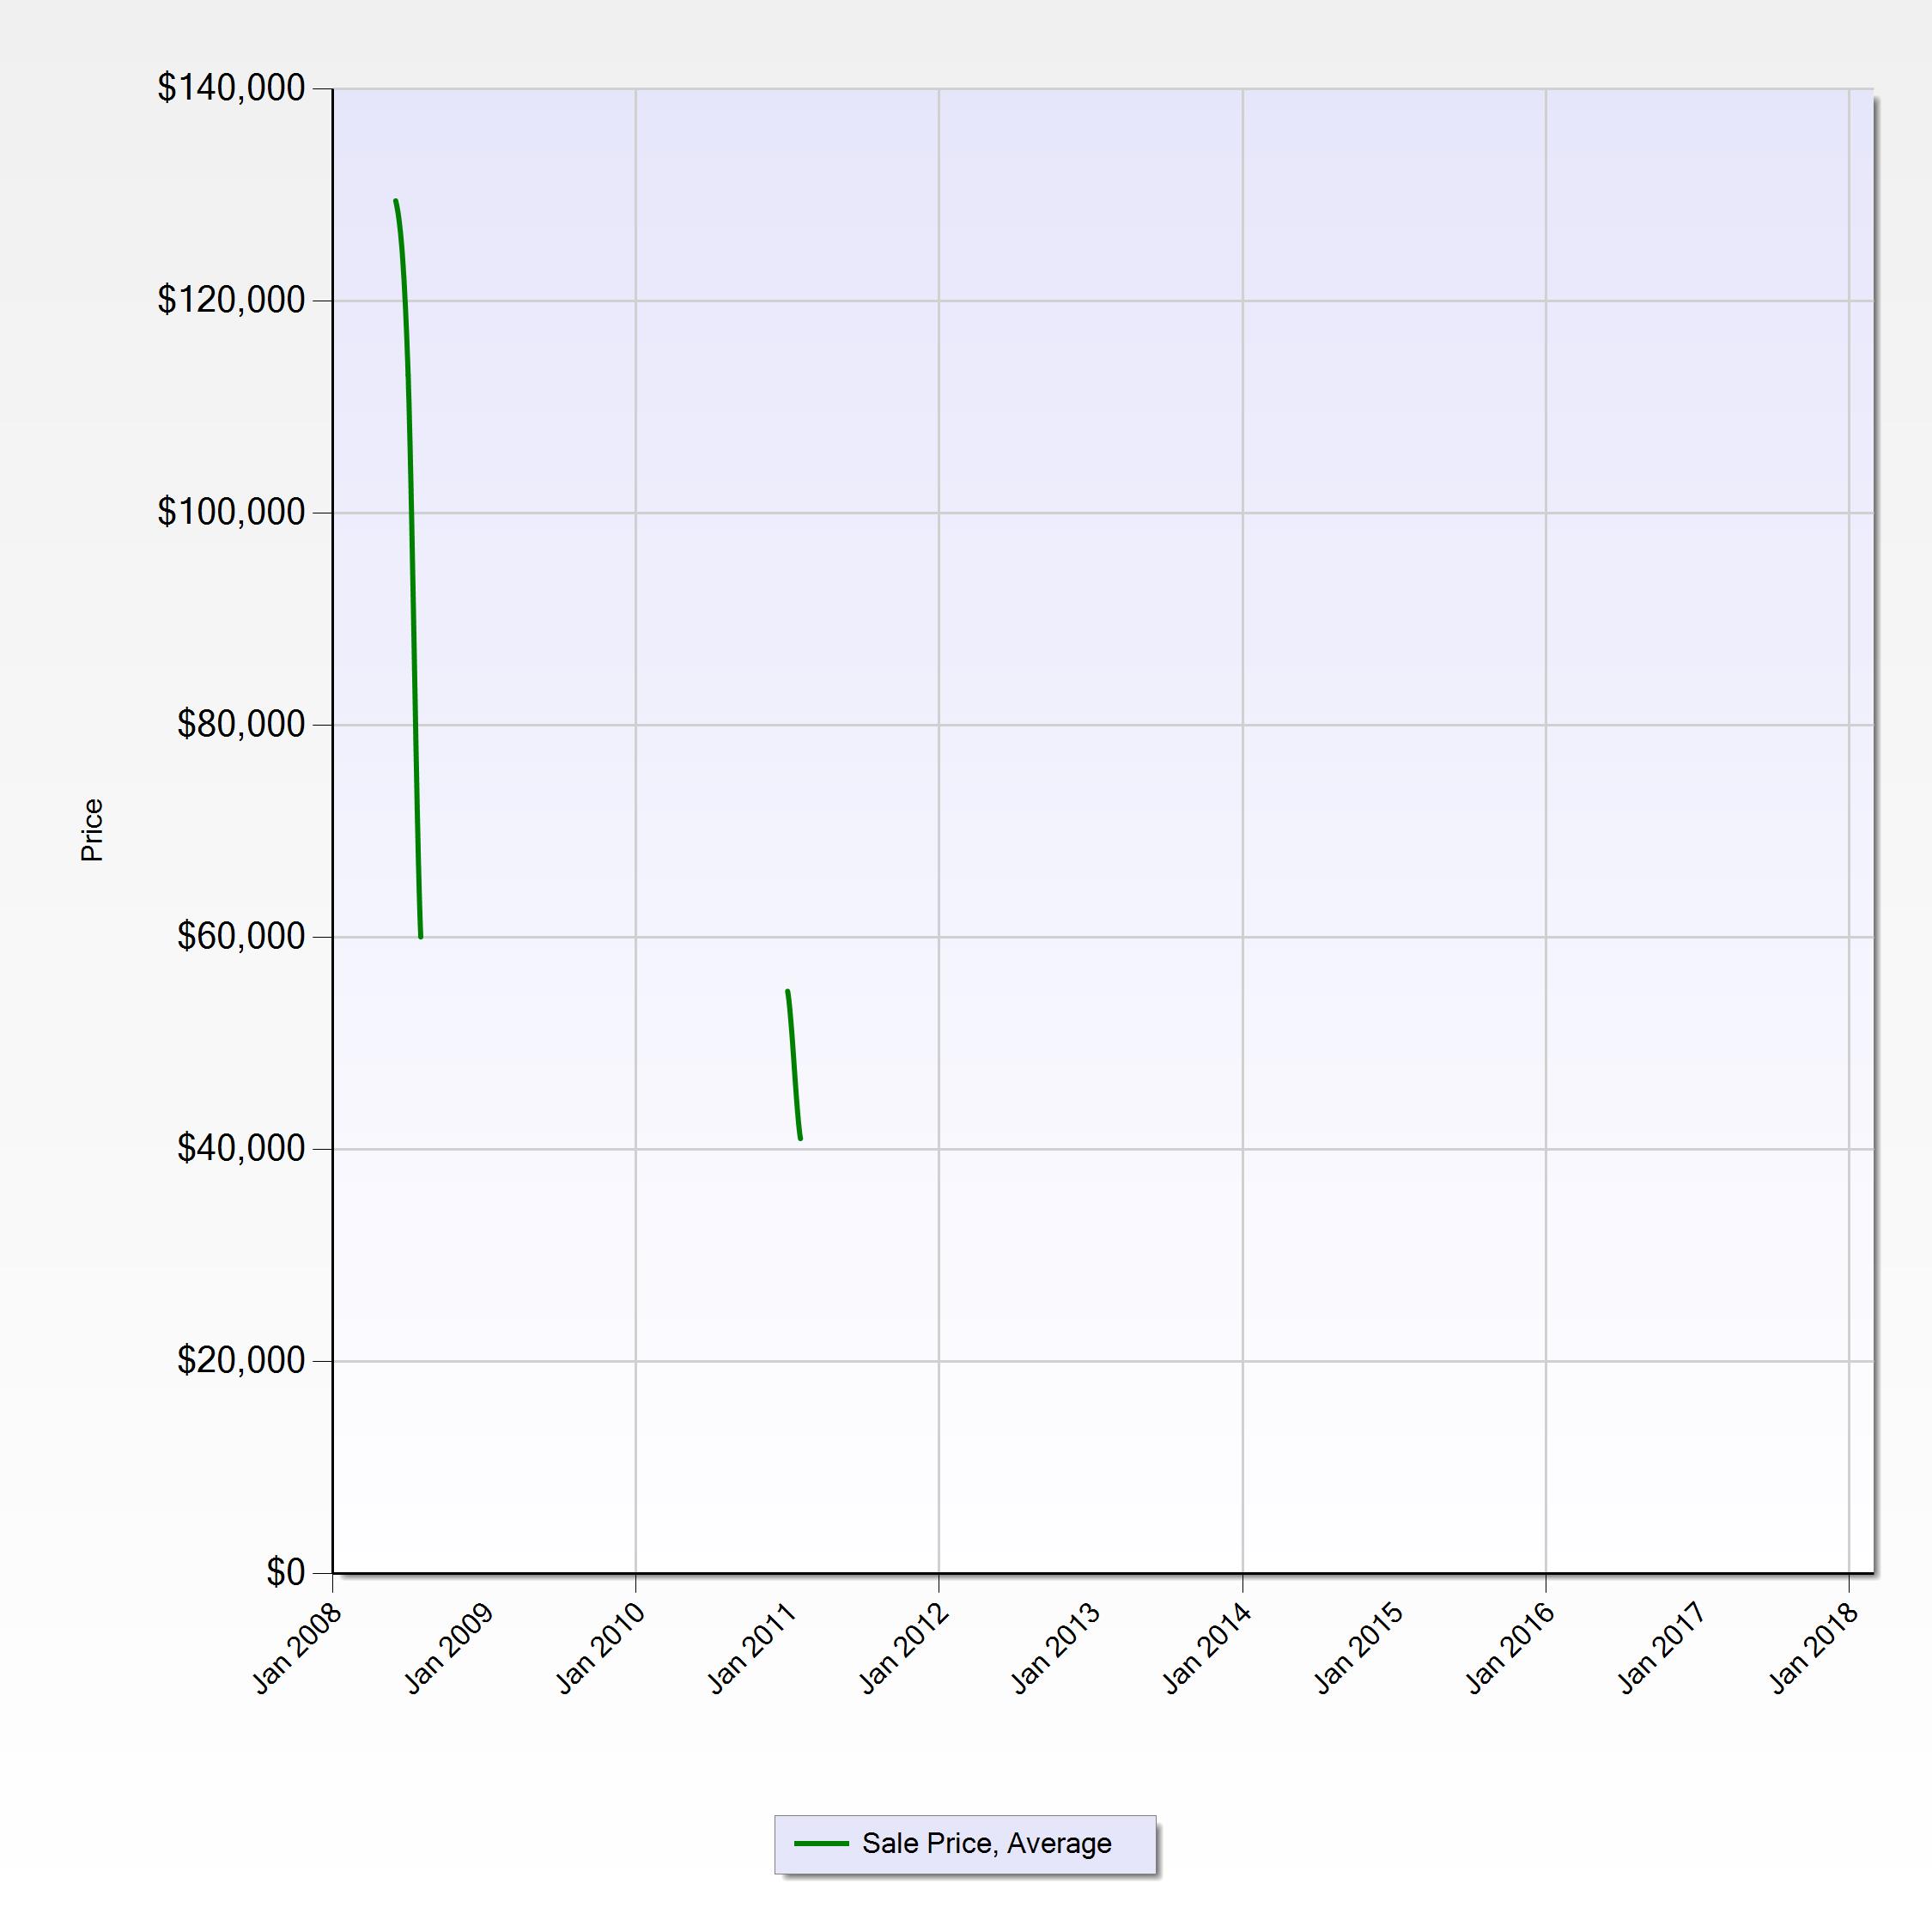 $140,000
$120,000
$100,000
$80,000
Price
$60,000
$40,000
$20,000
$0
Jan 2008
Jan 2009
Jan 2010
Jan 2011
Jan 2012
Jan 2013
Jan 2014
Jan 2015
Jan 2016
Jan 2017
Jan 2018
Sale Price, Average